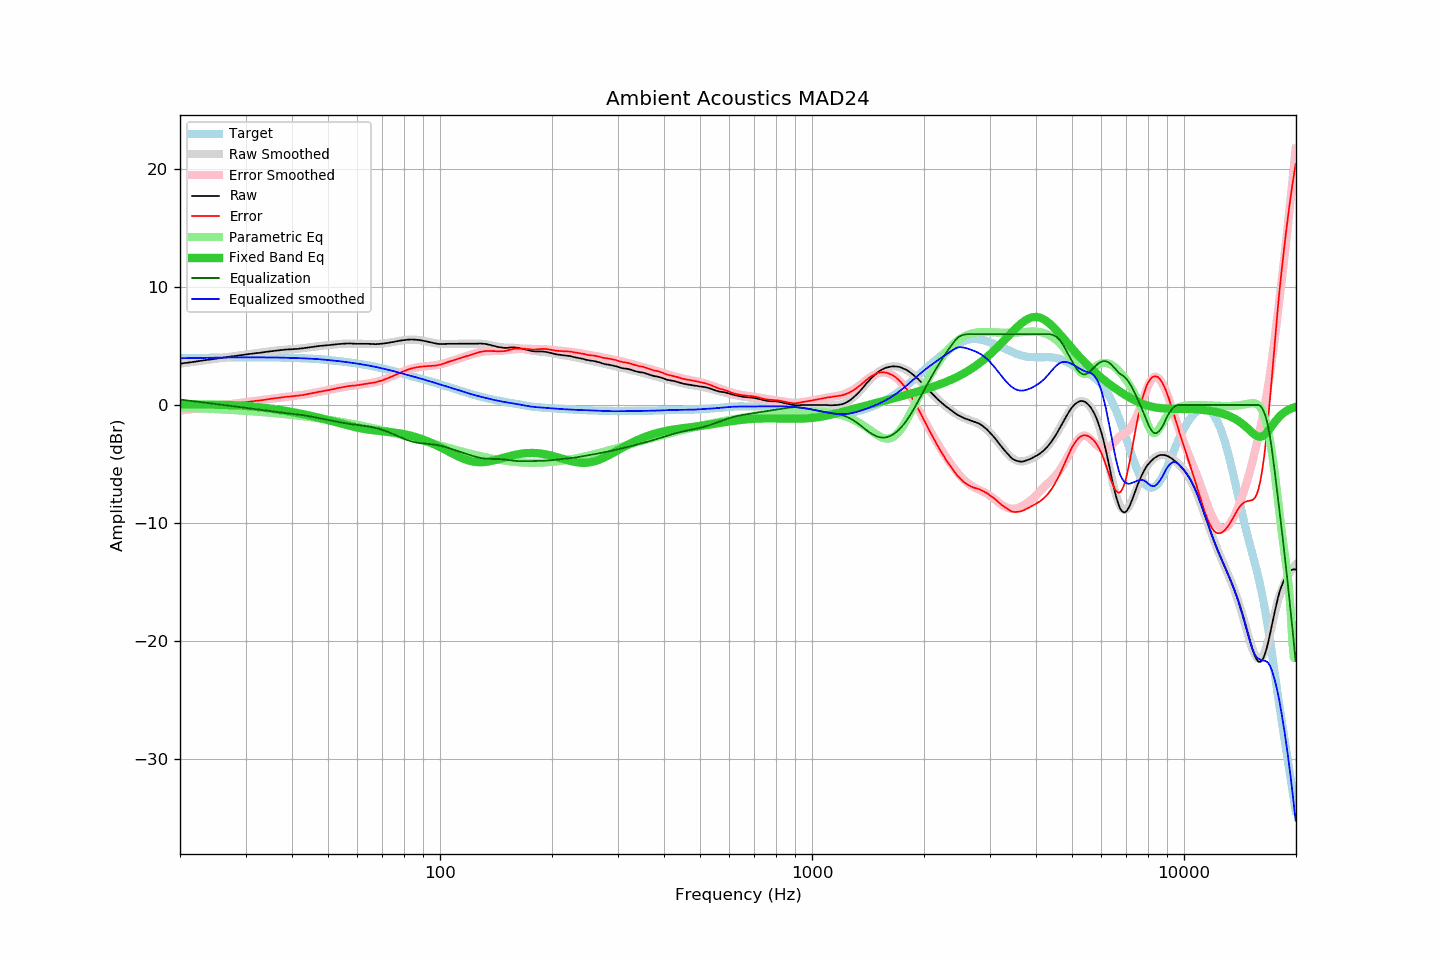 Ambient Acoustics MAD24
Target
Raw Smoothed
Error Smoothed
Raw
Error
Parametric Eq
Fixed Band Eq
Equalization
Equalized smoothed
20
10
0
−10
−20
−30
Amplitude (dBr)
100
1000
10000
Frequency (Hz)